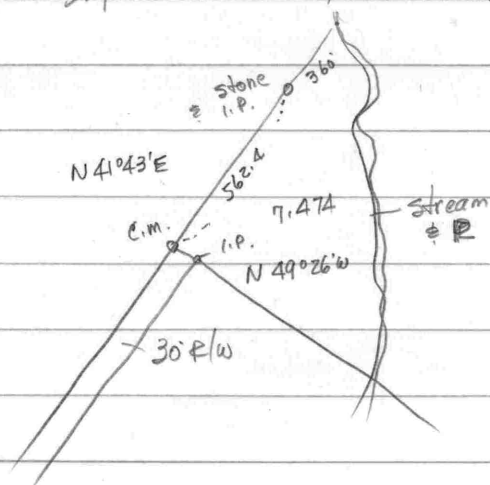 360'
stone
& I.P.
N 41°43'E
562.4
7.474
stream
& R
C.M.
I.P.
N 49°26'W
30' R/W